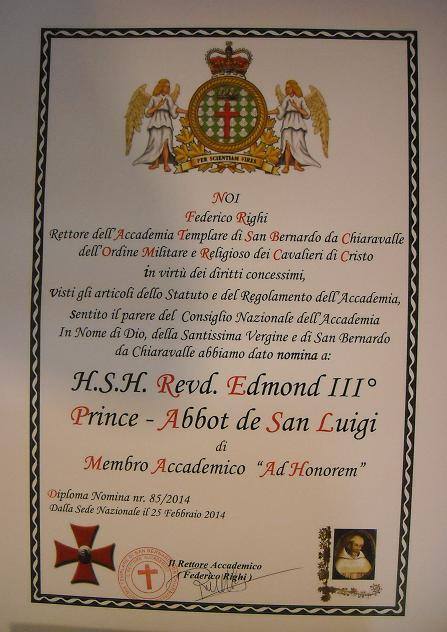 PER SCIENTIAM VIRES
NOI
Federico Righi
Rettore dell'Accademia Templare di San Bernardo da Chiaravalle
dell'Ordine Militare e Religioso dei Cavalieri di Cristo
in virtù dei diritti concessimi,
Visti gli articoli dello Statuto e del Regolamento dell'Accademia,
sentito il parere del Consiglio Nazionale dell'Accademia
In Nome di Dio, della Santissima Vergine e di San Bernardo
da Chiaravalle abbiamo dato nomina a:
H.S.H. Revd. Edmond III°
Prince - Abbot de San Luigi
di
Membro Accademico "Ad Honorem"
Diploma Nomina nr. 85/2014
Dalla Sede Nazionale il 25 Febbraio 2014
Il Rettore Accademico
(Federico Righi)